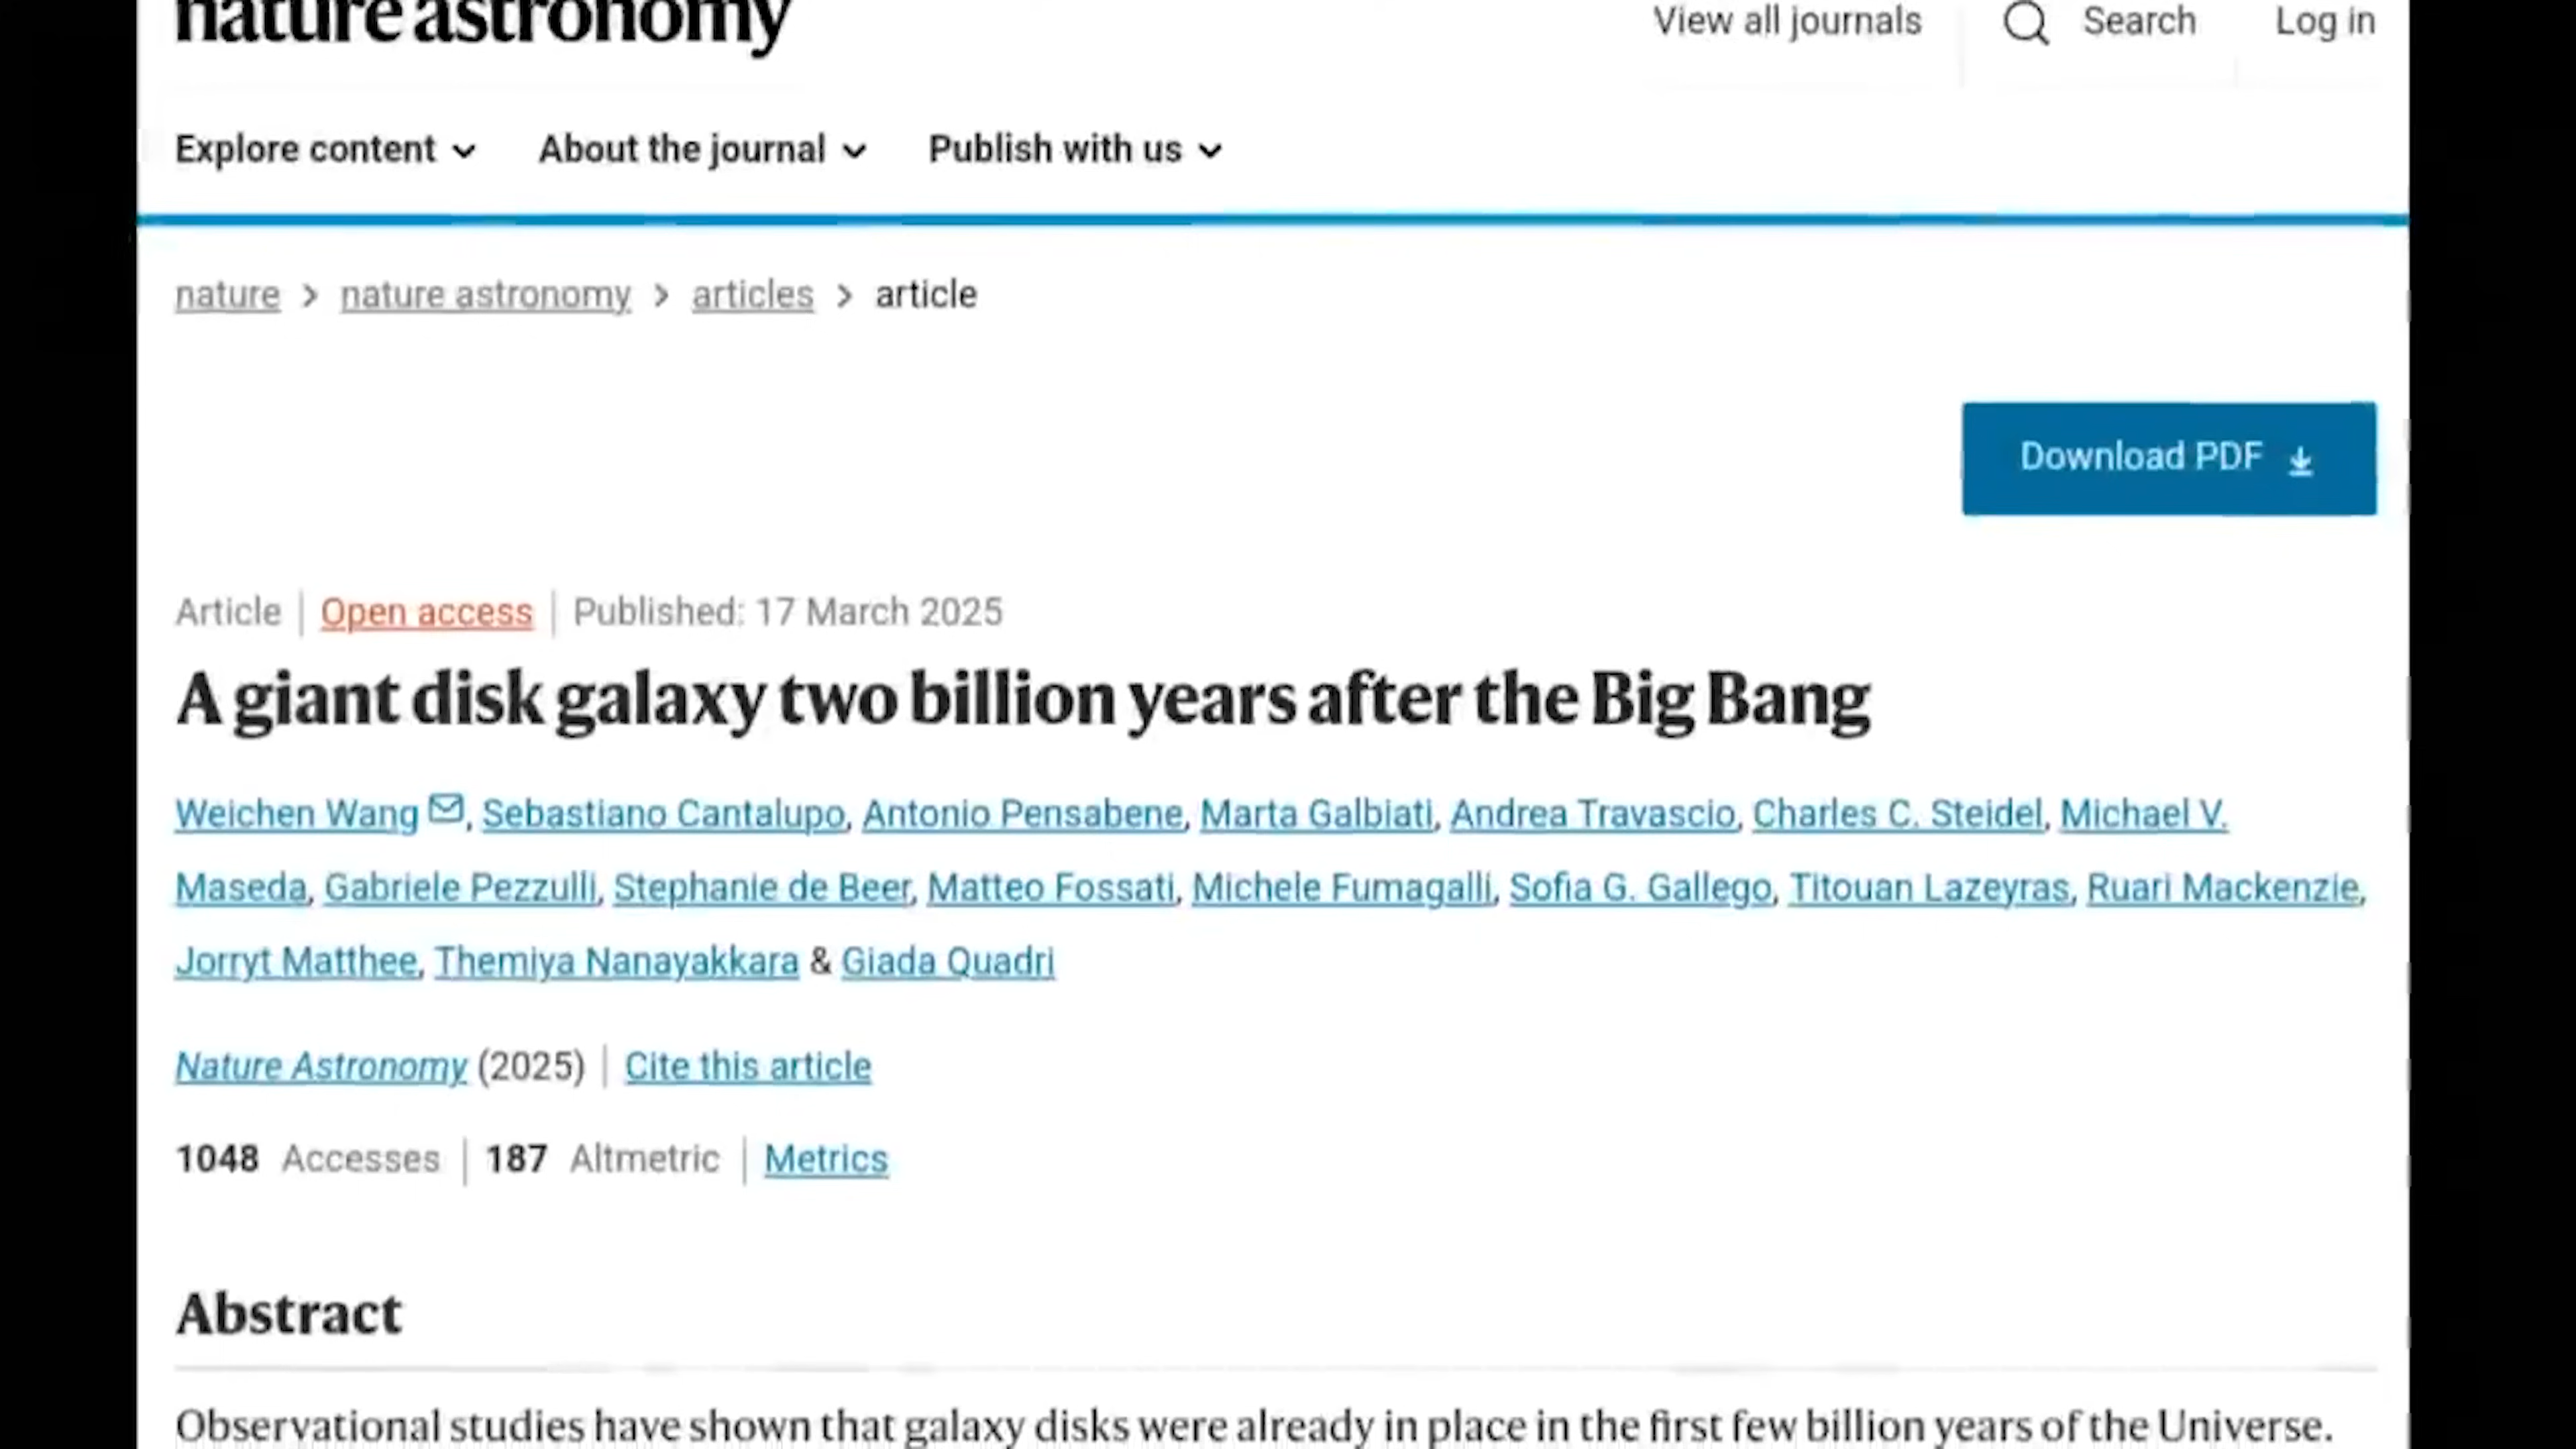 nature astronomy
View all journals Search Log in
Explore content About the journal Publish with us
nature > nature astronomy > articles > article
Download PDF
Article | Open access | Published: 17 March 2025
A giant disk galaxy two billion years after the Big Bang
Weichen Wang, Sebastiano Cantalupo, Antonio Pensabene, Marta Galbiati, Andrea Travascio, Charles C. Steidel, Michael V.
Maseda, Gabriele Pezzulli, Stephanie de Beer, Matteo Fossati, Michele Fumagalli, Sofia G. Gallego, Titouan Lazeyras, Ruari Mackenzie,
Jorryt Matthee, Themiya Nanayakkara & Giada Quadri
Nature Astronomy (2025) | Cite this article
1048 Accesses | 187 Altmetric | Metrics
Abstract
Observational studies have shown that galaxy disks were already in place in the first few billion years of the Universe.